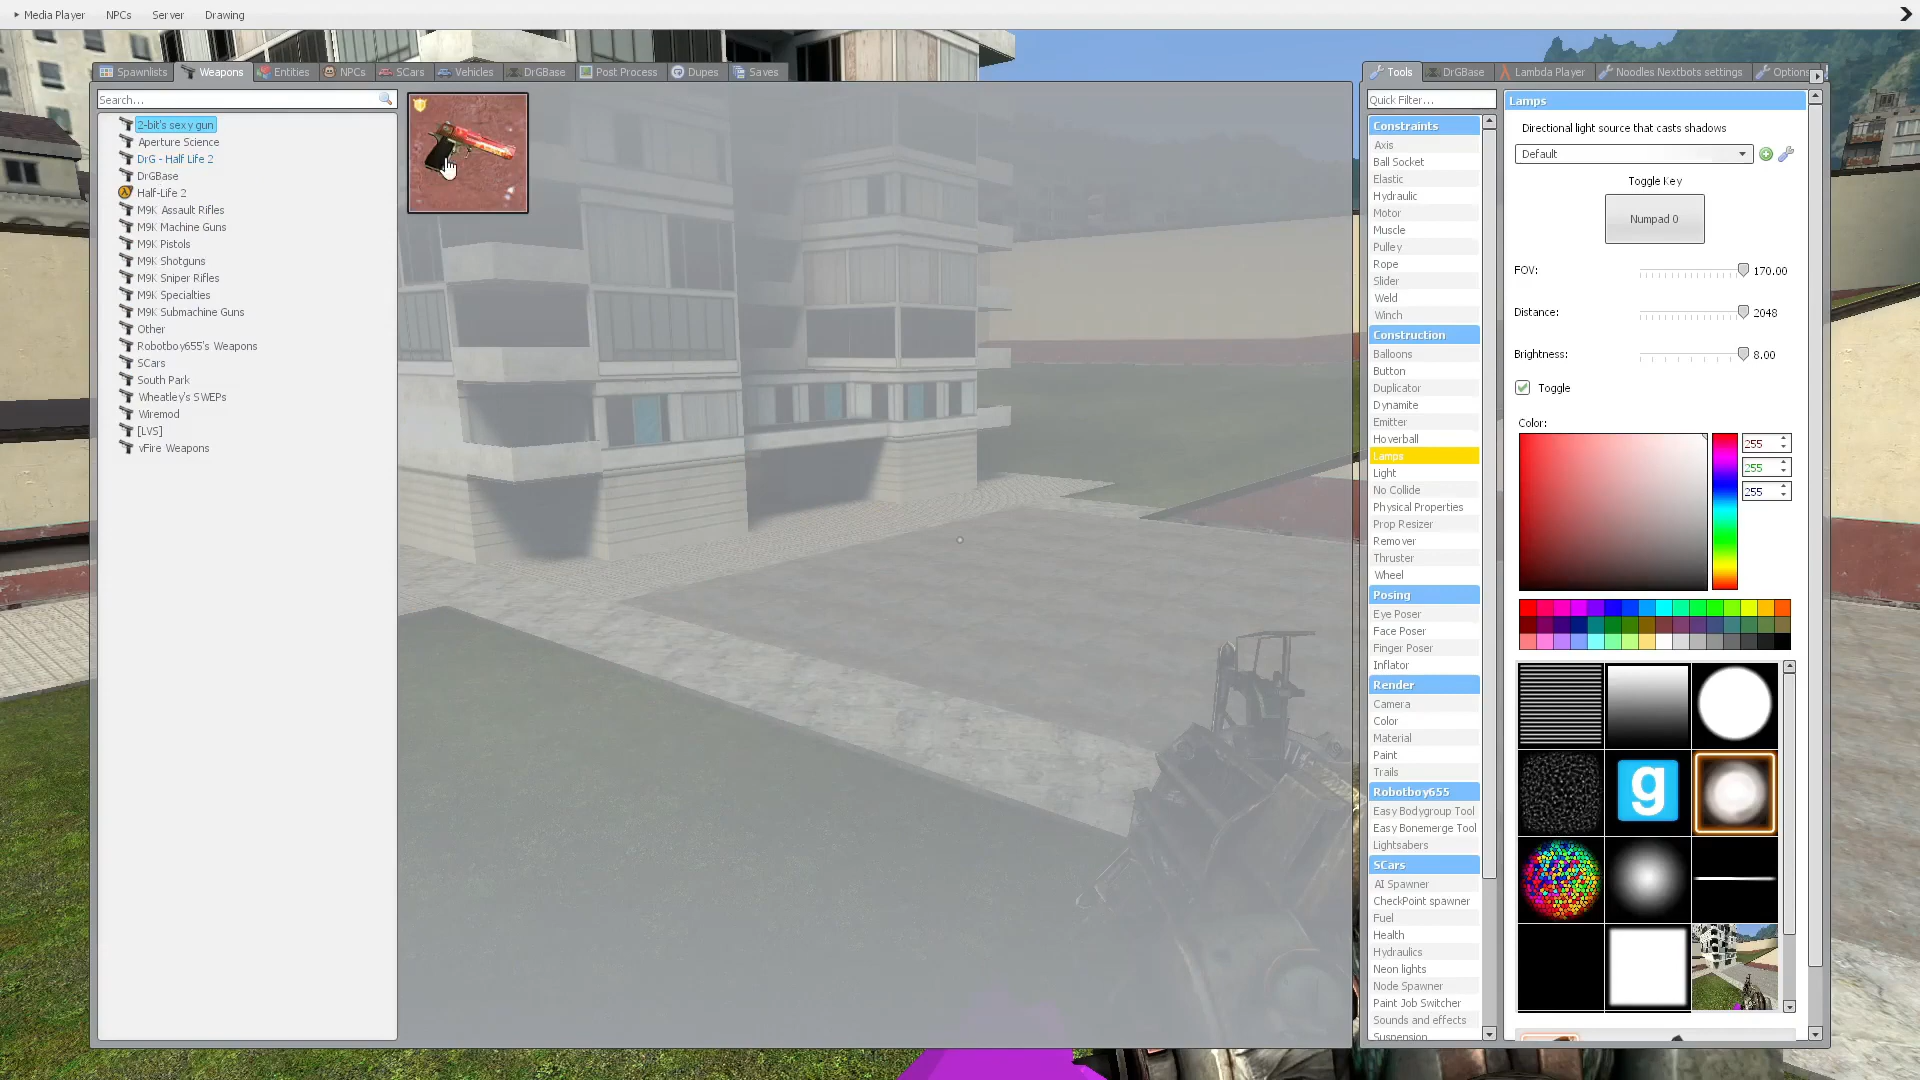 Media Player NPCs Server Drawing
Spawnlists Weapons Entities NPCs SCars Vehicles DrGBase Post Process Dupes Saves
Search...
2-bit's sexy gun
Aperture Science
DrG - Half Life 2
DrGBase
Half-Life 2
M9K Assault Rifles
M9K Machine Guns
M9K Pistols
M9K Shotguns
M9K Sniper Rifles
M9K Specialties
M9K Submachine Guns
Other
Robotboy655's Weapons
SCars
South Park
Wheatley's SWEPs
Wiremod
[LVS]
vFire Weapons
Tools DrGBase Lambda Player Noodles Nextbots settings Options
Quick Filter...
Constraints
Axis
Ball Socket
Elastic
Hydraulic
Motor
Muscle
Pulley
Rope
Slider
Weld
Winch
Construction
Balloons
Button
Duplicator
Dynamite
Emitter
Hoverball
Lamps
Light
No Collide
Physical Properties
Prop Resizer
Remover
Thruster
Wheel
Posing
Eye Poser
Face Poser
Finger Poser
Inflator
Render
Camera
Color
Material
Paint
Trails
Robotboy655
Easy Bodygroup Tool
Easy Bonemerge Tool
Lightsabers
SCars
AI Spawner
CheckPoint spawner
Fuel
Health
Hydraulics
Neon lights
Node Spawner
Paint Job Switcher
Sounds and effects
Suspension
Lamps
Directional light source that casts shadows
Default
Toggle Key
Numpad 0
FOV: 170.00
Distance: 2048
Brightness: 8.00
Toggle
Color:
255
255
255
g